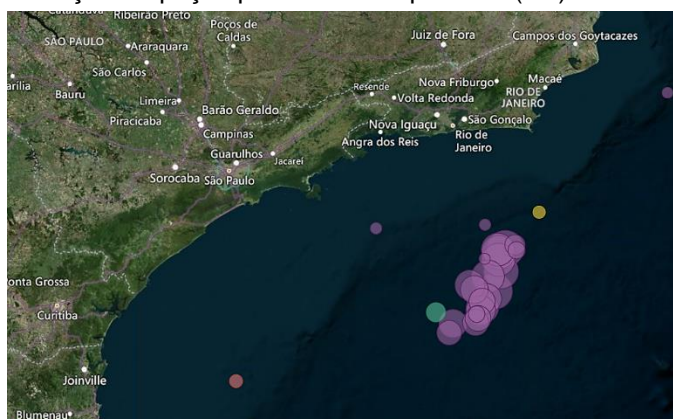 Ribeirão Preto
Poços de
Caldas
Juiz de Fora
Campos dos Goytacazes
SÃO PAULO
Araraquara
São Carlos
Bauru
Limeira
Piracicaba
Barão Geraldo
Campinas
Resende
Volta Redonda
Nova Friburgo
Macaé
RIO DE
JANEIRO
Nova Iguaçu
São Gonçalo
Rio de
Janeiro
Angra dos Reis
Guarulhos
Jacareí
Sorocaba
São Paulo
Curitiba
Joinville
Blumenau